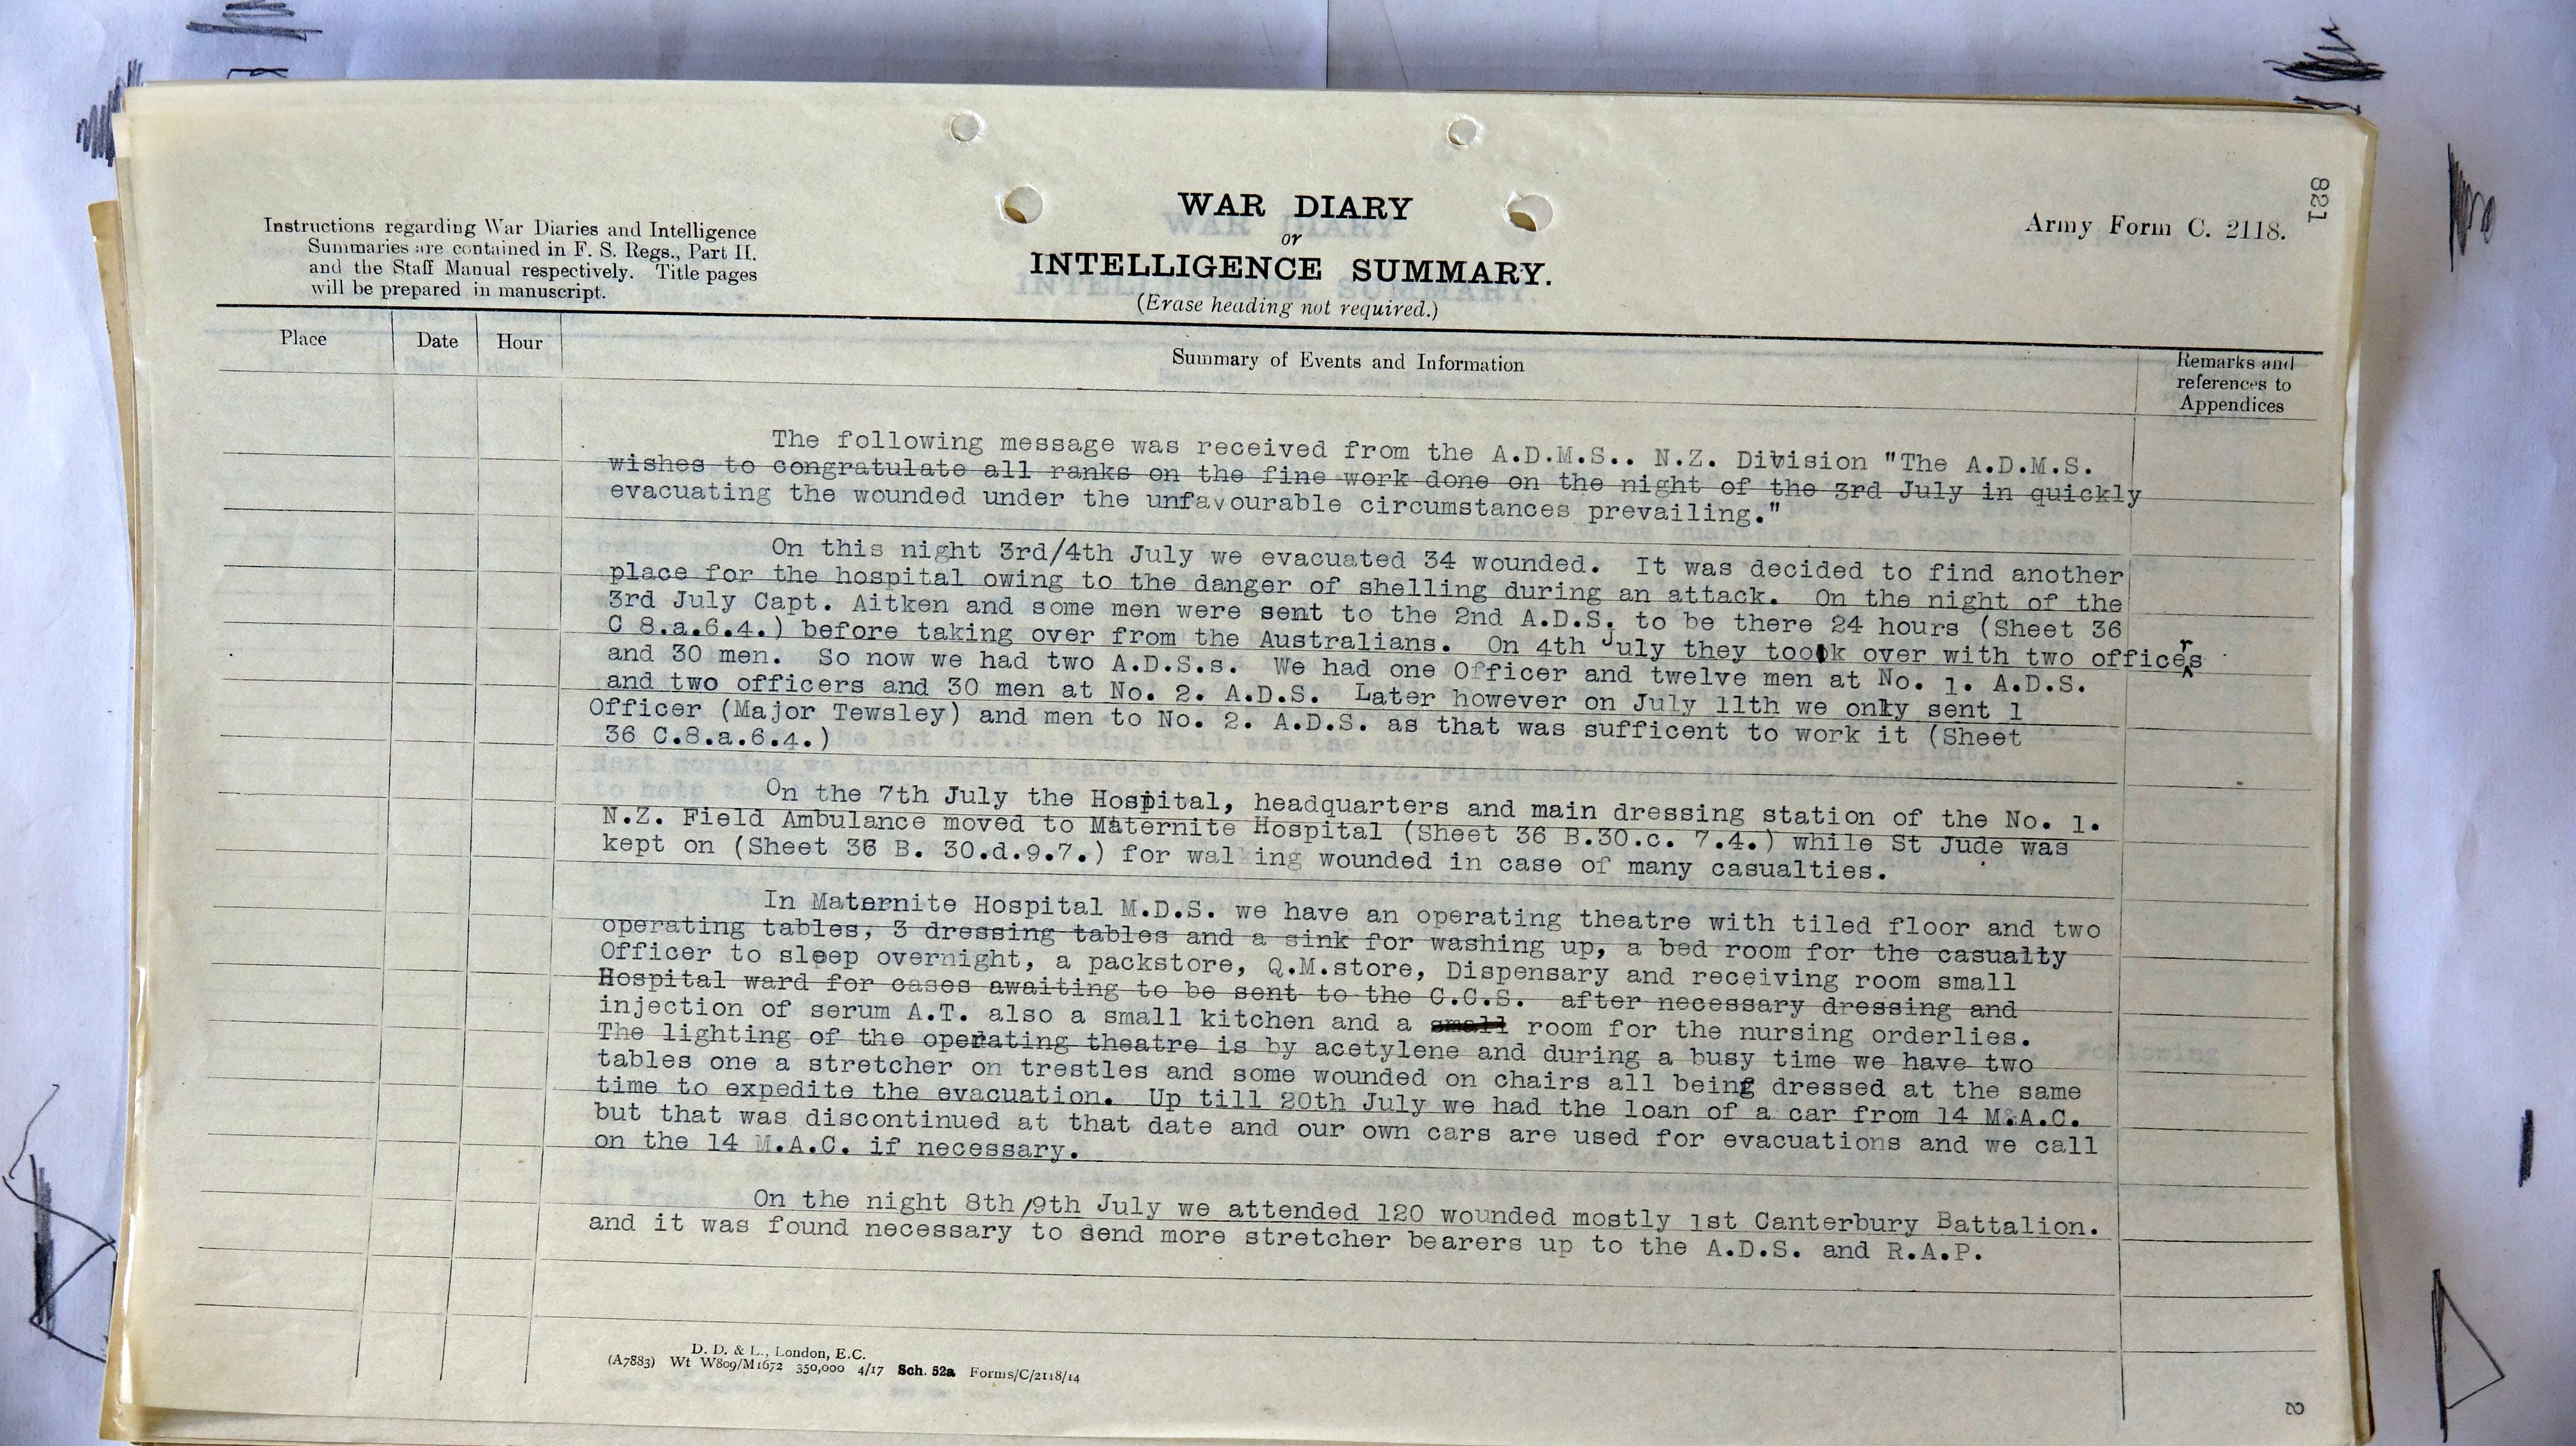 821
Army Form C. 2118.
WAR DIARY
or
INTELLIGENCE SUMMARY.
(Erase heading not required.)
Instructions regarding War Diaries and Intelligence
Summaries are contained in F. S. Regs., Part II.
and the Staff Manual respectively. Title pages
will be prepared in manuscript.
Place
Date
Hour
Summary of Events and Information
Remarks and
references to
Appendices
The following message was received from the A.D.M.S.. N.Z. Division "The A.D.M.S.
wishes to congratulate all ranks on the fine work done on the night of the 3rd July in quickly
evacuating the wounded under the unfavourable circumstances prevailing."
On this night 3rd/4th July we evacuated 34 wounded. It was decided to find another
place for the hospital owing to the danger of shelling during an attack. On the night of the
3rd July Capt. Aitken and some men were sent to the 2nd A.D.S. to be there 24 hours (Sheet 36
C 8.a.6.4.) before taking over from the Australians. On 4th July they took over with two officers
and 30 men. So now we had two A.D.S.s. We had one Officer and twelve men at No. 1. A.D.S.
and two officers and 30 men at No. 2. A.D.S. Later however on July 11th we only sent 1
Officer (Major Tewsley) and men to No. 2. A.D.S. as that was sufficent to work it (Sheet
36 C.8.a.6.4.)
On the 7th July the Hospital, headquarters and main dressing station of the No. 1.
N.Z. Field Ambulance moved to Maternite Hospital (Sheet 36 B.30.c. 7.4.) while St Jude was
kept on (Sheet 36 B. 30.d.9.7.) for walking wounded in case of many casualties.
In Maternite Hospital M.D.S. we have an operating theatre with tiled floor and two
operating tables, 3 dressing tables and a sink for washing up, a bed room for the casualty
Officer to sleep overnight, a packstore, Q.M.store, Dispensary and receiving room small
Hospital ward for cases awaiting to be sent to the C.C.S. after necessary dressing and
injection of serum A.T. also a small kitchen and a small room for the nursing orderlies.
The lighting of the operating theatre is by acetylene and during a busy time we have two
tables one a stretcher on trestles and some wounded on chairs all being dressed at the same
time to expedite the evacuation. Up till 20th July we had the loan of a car from 14 M.A.C.
but that was discontinued at that date and our own cars are used for evacuations and we call
on the 14 M.A.C. if necessary.
On the night 8th/9th July we attended 120 wounded mostly 1st Canterbury Battalion.
and it was found necessary to send more stretcher bearers up to the A.D.S. and R.A.P.
D. D. & L., London, E.C.
(A7883) Wt W809/M1672 350,000 4/17 Sch. 52a Forms/C/2118/14
2